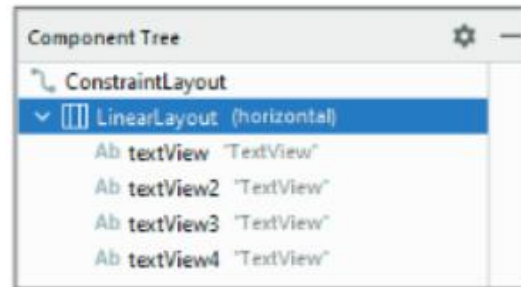 Component Tree
ConstraintLayout
LinearLayout (horizontal)
Ab textView "TextView"
Ab textView2 "TextView"
Ab textView3 "TextView"
Ab textView4 "TextView"